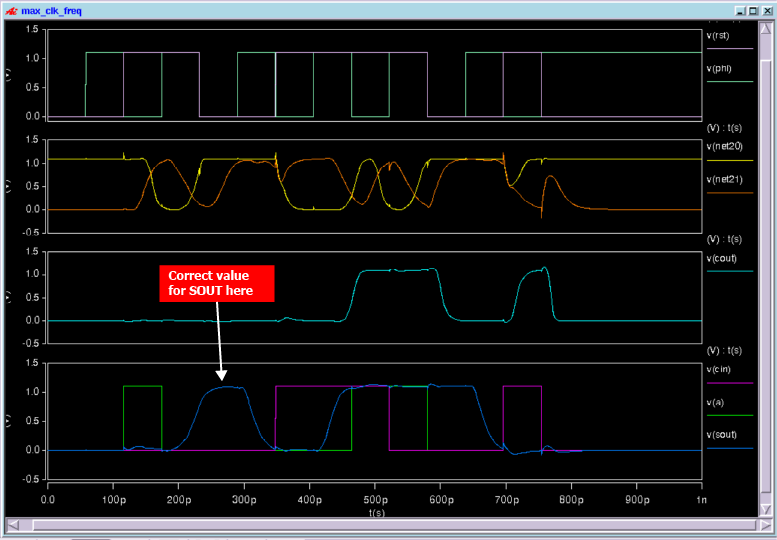 max_clk_freq
1.5
1.0
0.5
0.0
(V)
v(rst)
v(phi)
(V) : t(s)
1.5
1.0
0.5
0.0
-0.5
(V)
v(net20)
v(net21)
(V) : t(s)
1.5
1.0
0.5
0.0
-0.5
(V)
v(cout)
Correct value
for SOUT here
(V) : t(s)
1.5
1.0
0.5
0.0
-0.5
(V)
v(cin)
v(a)
v(sout)
0.0 100p 200p 300p 400p 500p 600p 700p 800p 900p 1n
t(s)